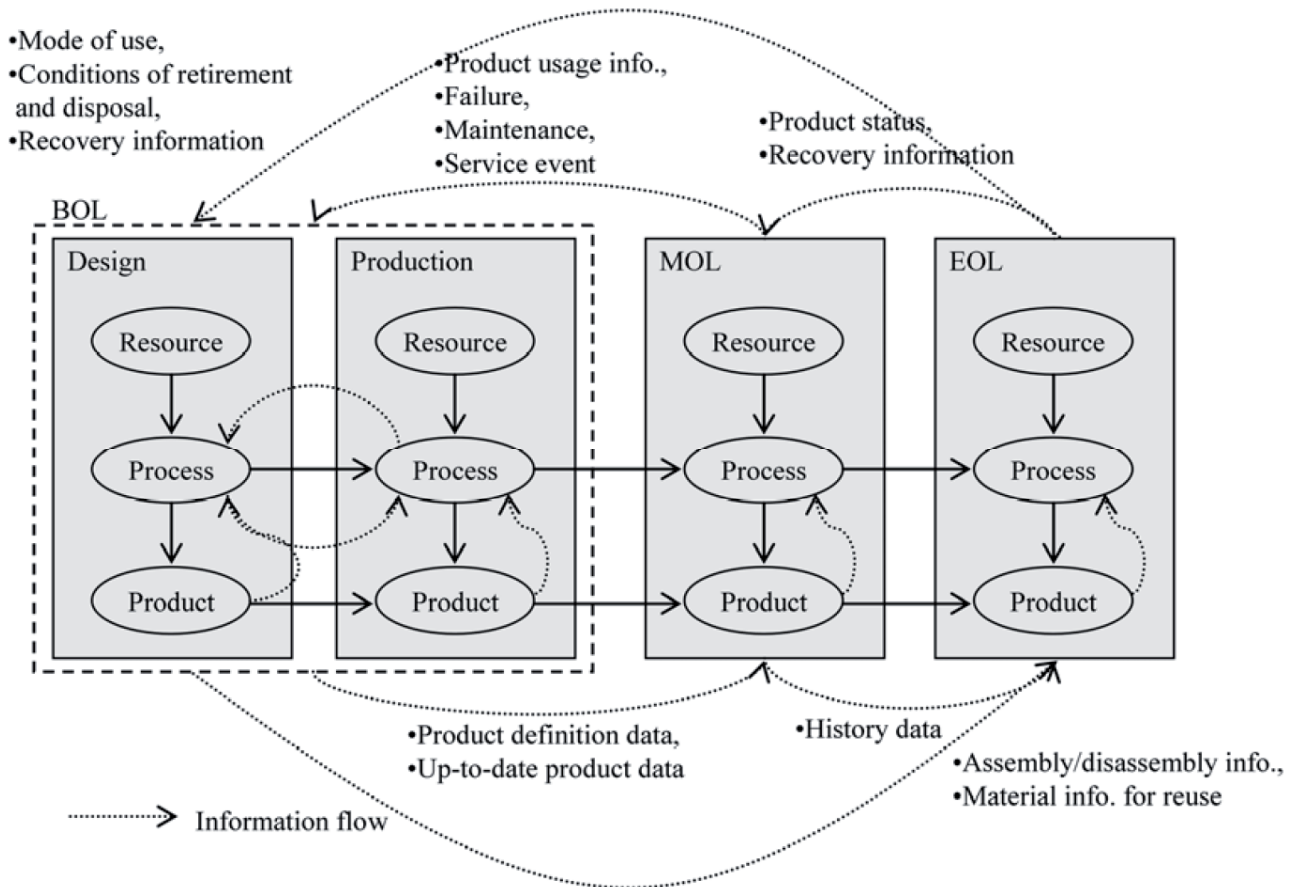 •Mode of use,
•Conditions of retirement
and disposal,
•Recovery information
•Product usage info.,
•Failure,
•Maintenance,
•Service event
•Product status,
•Recovery information
BOL
Design
Production
MOL
EOL
Resource
Resource
Resource
Resource
Process
Process
Process
Process
Product
Product
Product
Product
•Product definition data,
•Up-to-date product data
•History data
•Assembly/disassembly info.,
•Material info. for reuse
Information flow